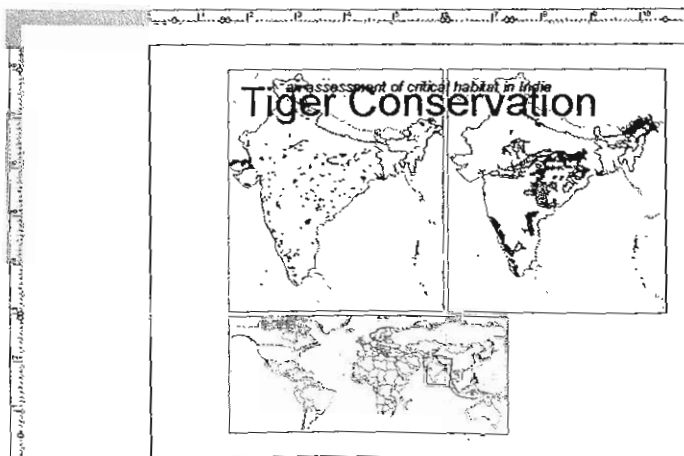 an assessment of critical habitat in India
Tiger Conservation